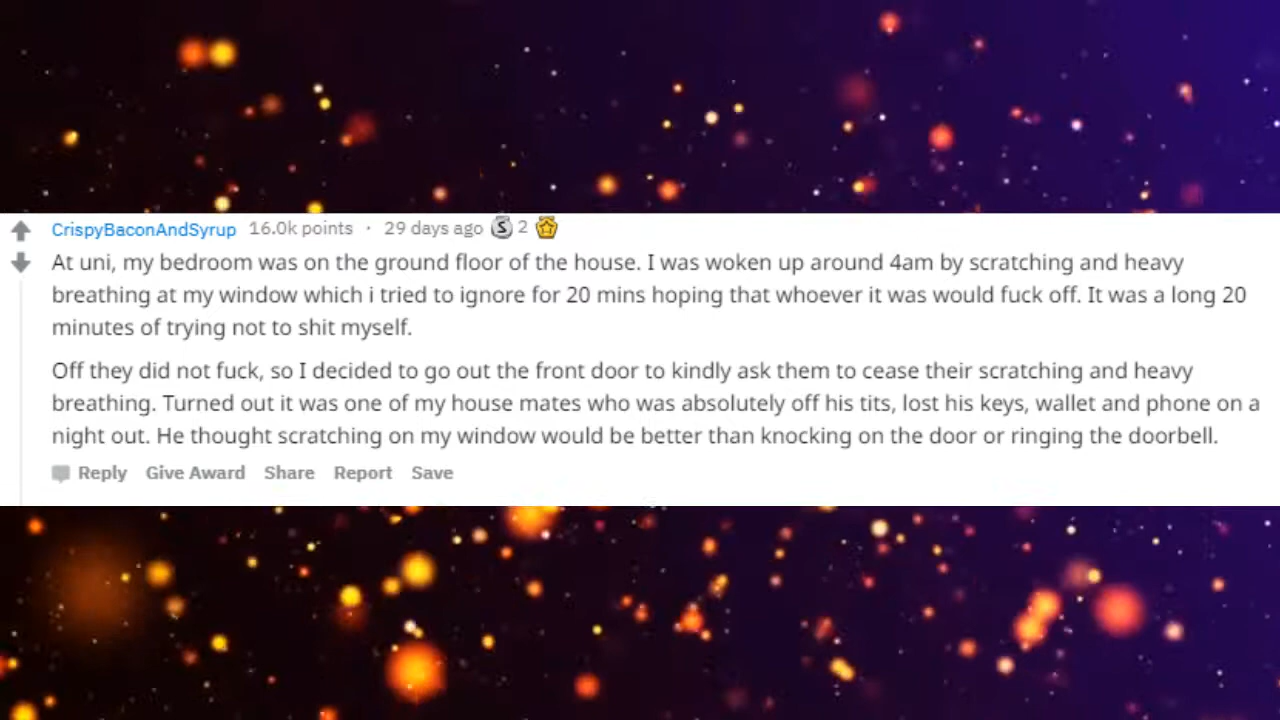 CrispyBaconAndSyrup 16.0k points · 29 days ago S 2
At uni, my bedroom was on the ground floor of the house. I was woken up around 4am by scratching and heavy
breathing at my window which i tried to ignore for 20 mins hoping that whoever it was would fuck off. It was a long 20
minutes of trying not to shit myself.
Off they did not fuck, so I decided to go out the front door to kindly ask them to cease their scratching and heavy
breathing. Turned out it was one of my house mates who was absolutely off his tits, lost his keys, wallet and phone on a
night out. He thought scratching on my window would be better than knocking on the door or ringing the doorbell.
Reply Give Award Share Report Save